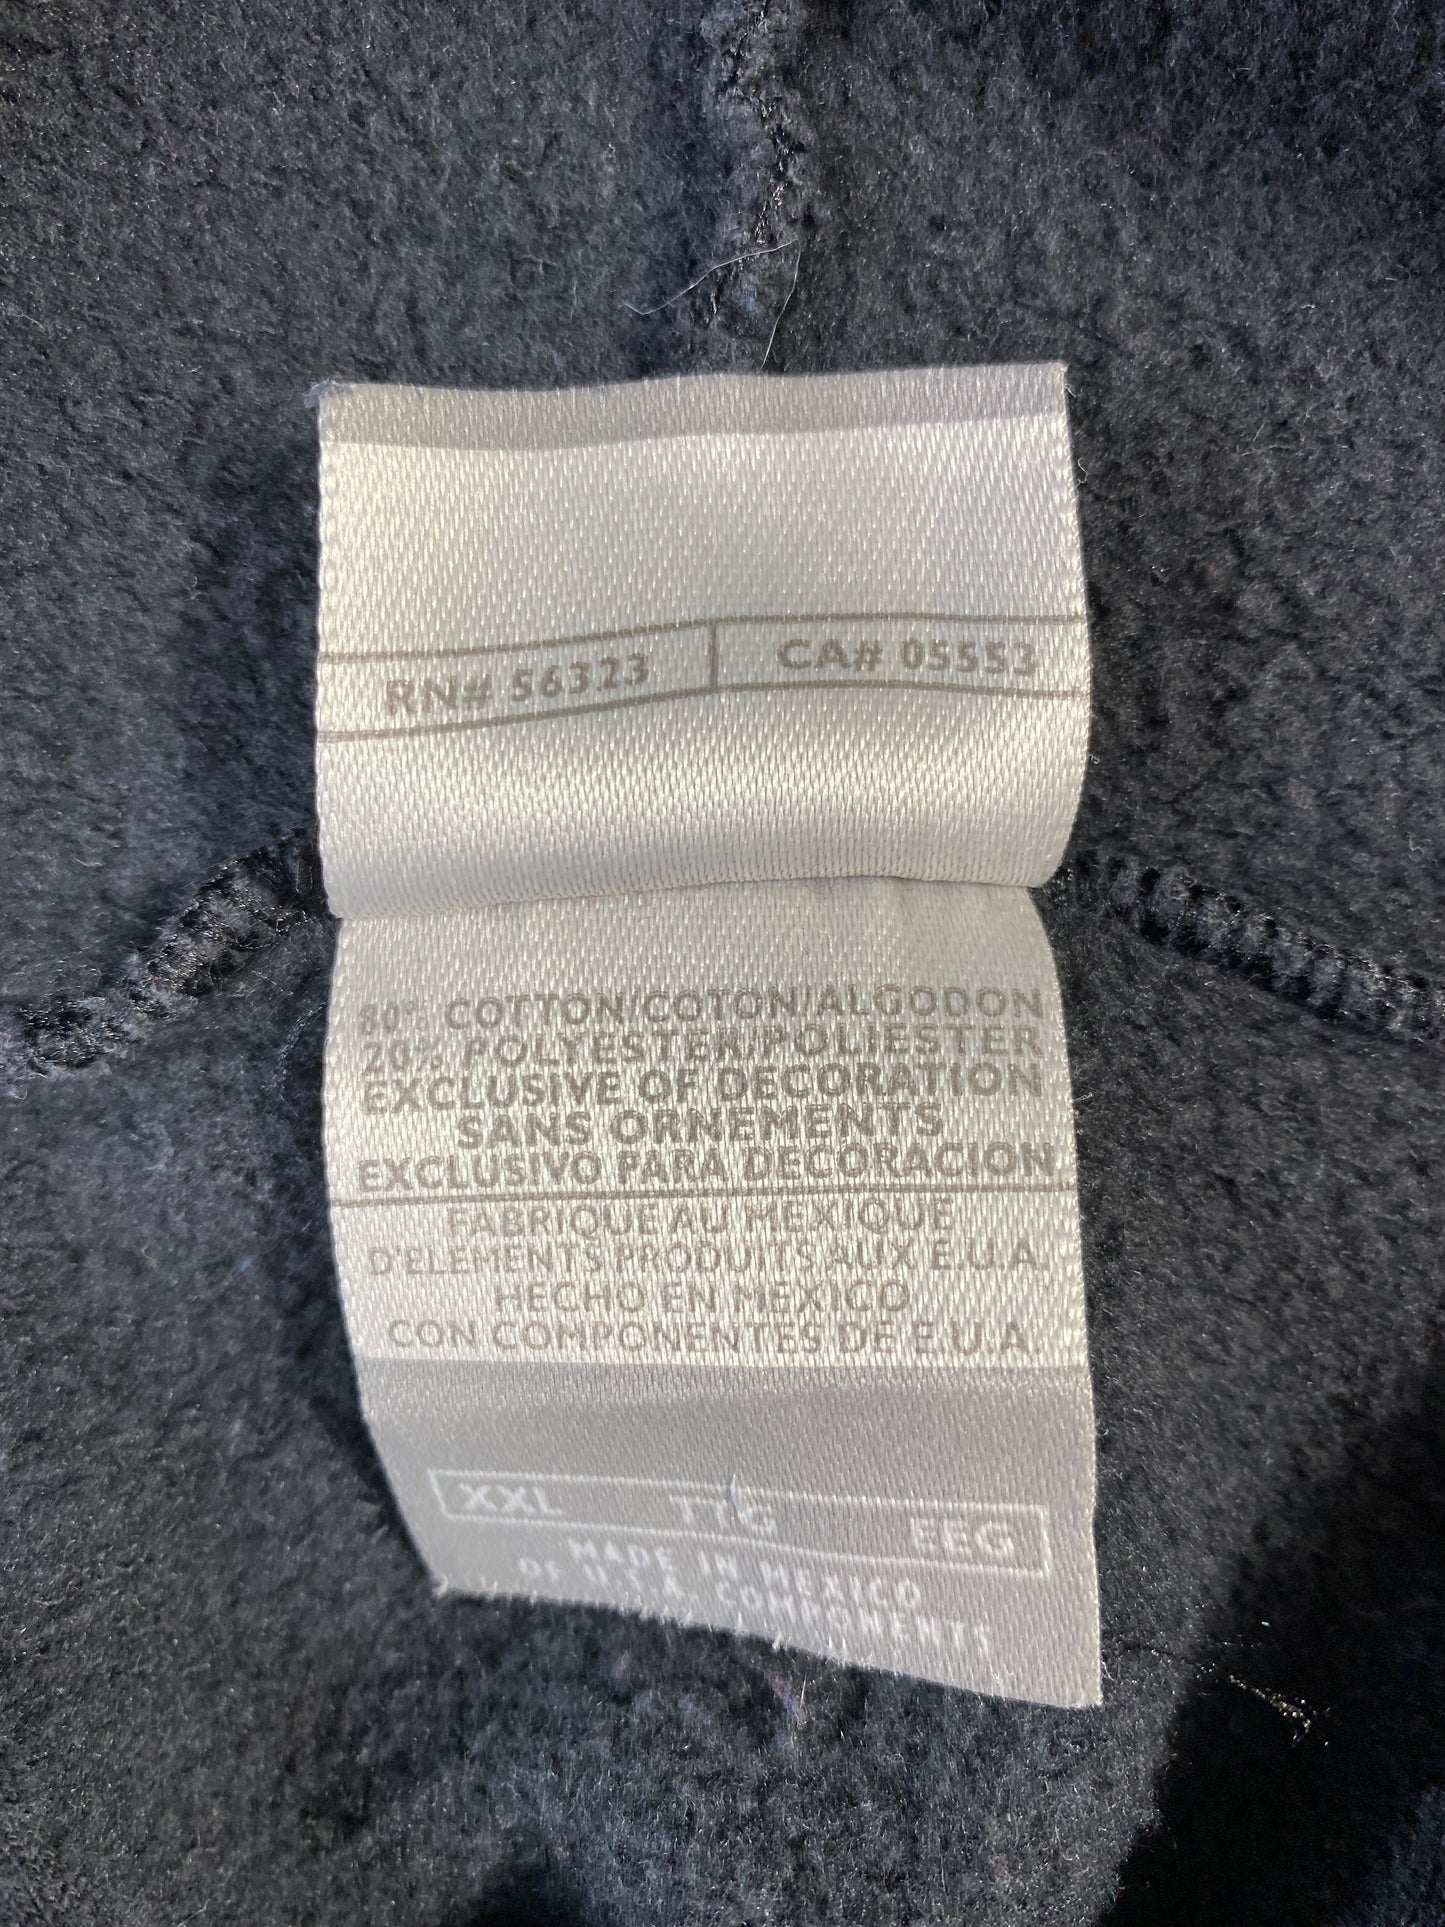 RN# 56323 CA# 05553
80% COTTON/COTON/ALGODON
20% POLYESTER/POLIESTER
EXCLUSIVE OF DECORATION
SANS ORNEMENTS
EXCLUSIVO PARA DECORACION
FABRIQUE AU MEXIQUE
D'ELEMENTS PRODUITS AUX E.U.A.
HECHO EN MEXICO
CON COMPONENTES DE E.U.A.
XXL TTG EEG
MADE IN MEXICO
OF U.S.A. COMPONENTS